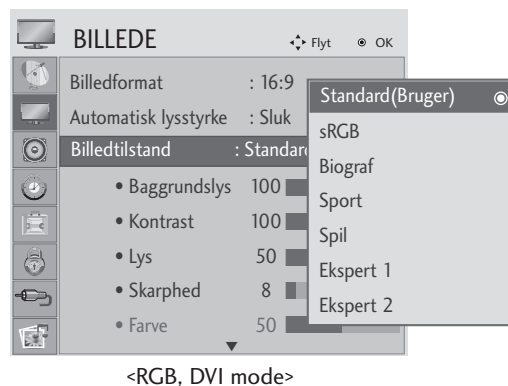 BILLEDE Flyt OK
Billedformat : 16:9
Automatisk lysstyrke : Sluk
Billedtilstand : Standard
• Baggrundslys 100
• Kontrast 100
• Lys 50
• Skarphed 8
• Farve 50
Standard(Bruger)
sRGB
Biograf
Sport
Spil
Ekspert 1
Ekspert 2
<RGB, DVI mode>